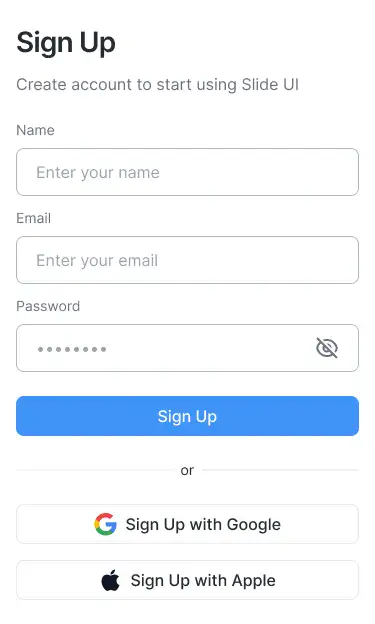 Sign Up
Create account to start using Slide UI
Name
Enter your name
Email
Enter your email
Password
••••••••
Sign Up
or
Sign Up with Google
Sign Up with Apple